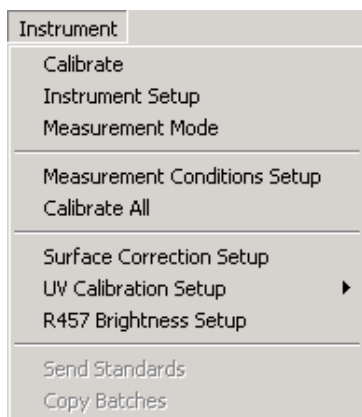 Instrument
Calibrate
Instrument Setup
Measurement Mode
Measurement Conditions Setup
Calibrate All
Surface Correction Setup
UV Calibration Setup
R457 Brightness Setup
Send Standards
Copy Batches